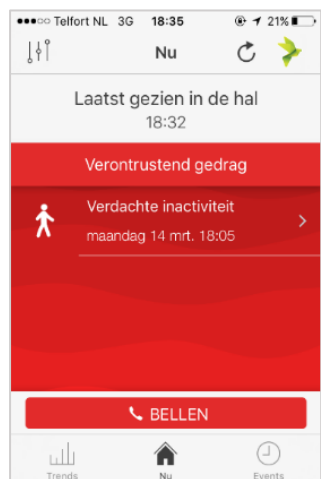 Telfort NL 3G 18:35 21%
Nu
Laatst gezien in de hal
18:32
Verontrustend gedrag
Verdachte inactiviteit
maandag 14 mrt. 18:05
BELLEN
Trends Nu Events